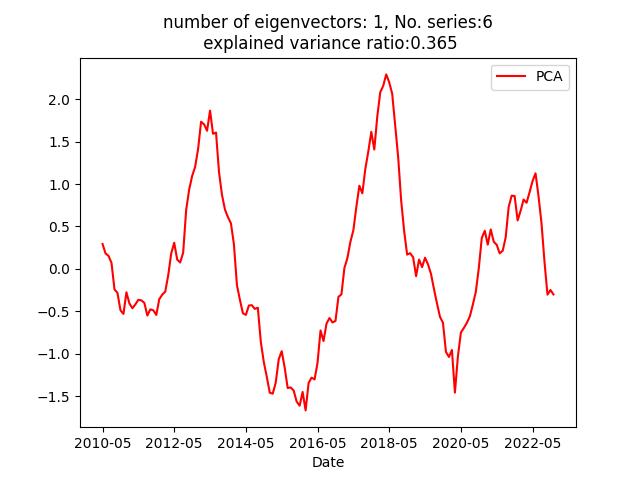 number of eigenvectors: 1, No. series:6
explained variance ratio:0.365
PCA
2.0
1.5
1.0
0.5
0.0
−0.5
−1.0
−1.5
2010-05 2012-05 2014-05 2016-05 2018-05 2020-05 2022-05
Date